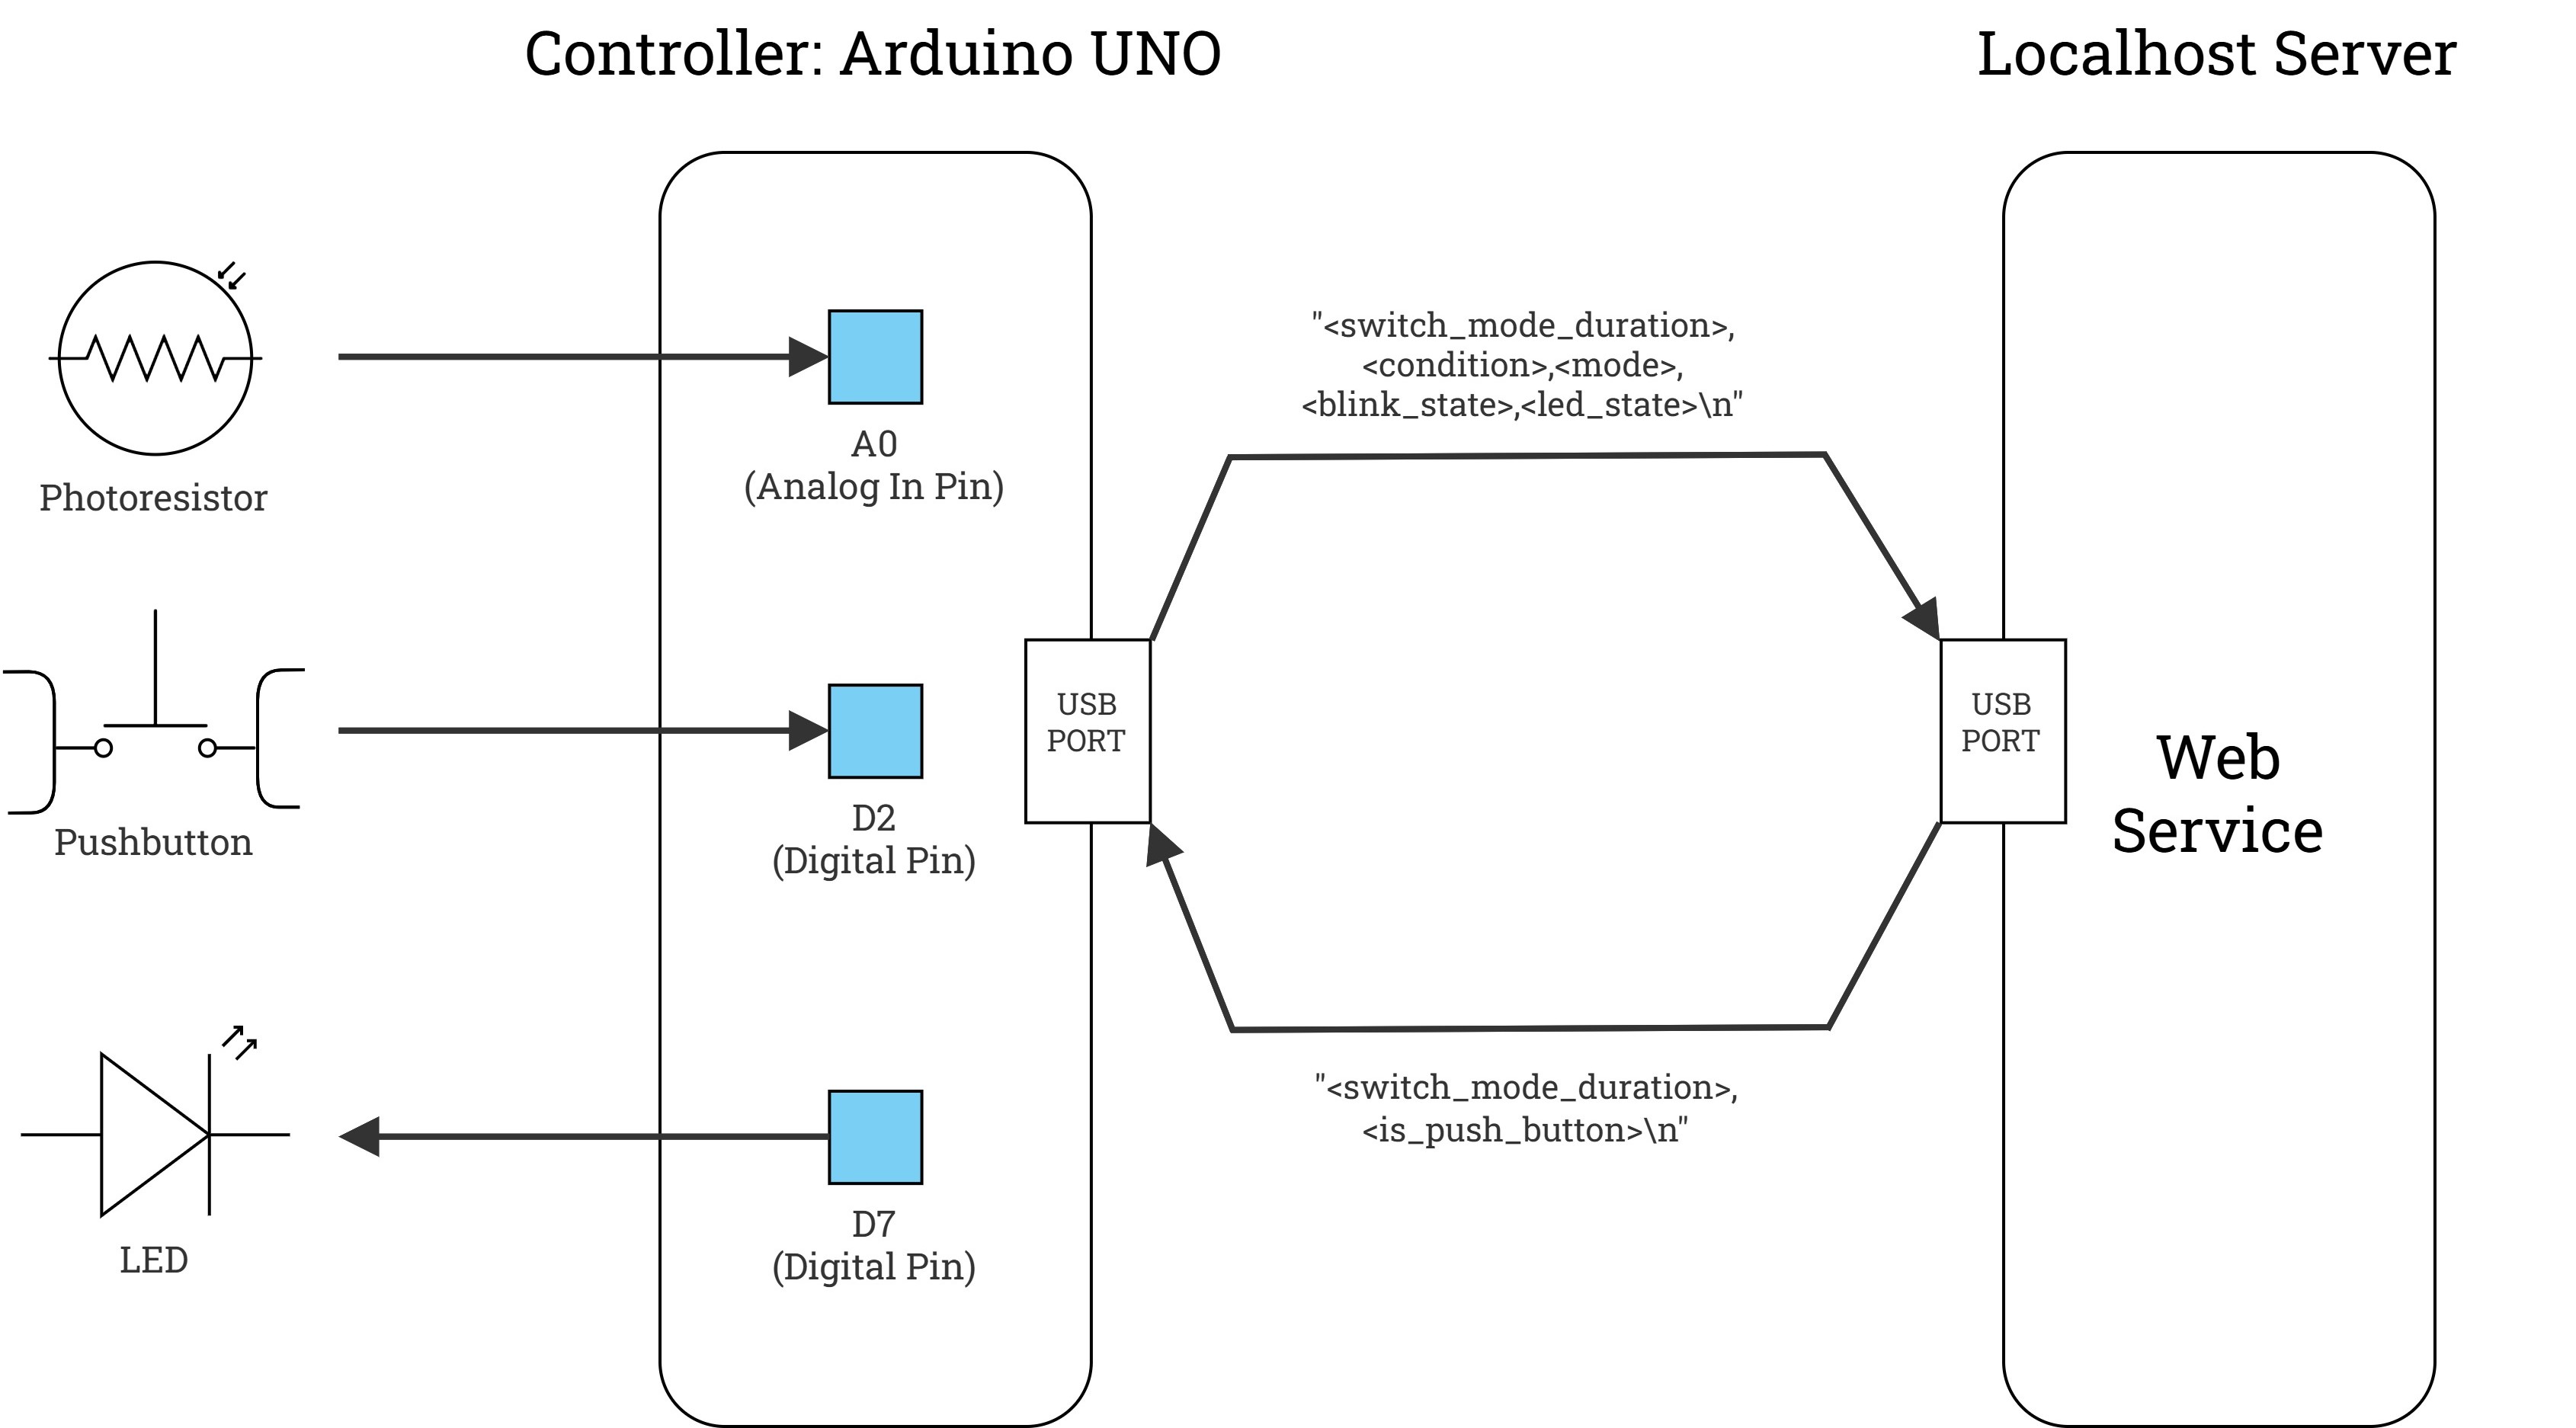 Controller: Arduino UNO
Localhost Server
Photoresistor
A0
(Analog In Pin)
"<switch_mode_duration>,
<condition>,<mode>,
<blink_state>,<led_state>\n"
Pushbutton
D2
(Digital Pin)
USB
PORT
USB
PORT
Web
Service
LED
D7
(Digital Pin)
"<switch_mode_duration>,
<is_push_button>\n"